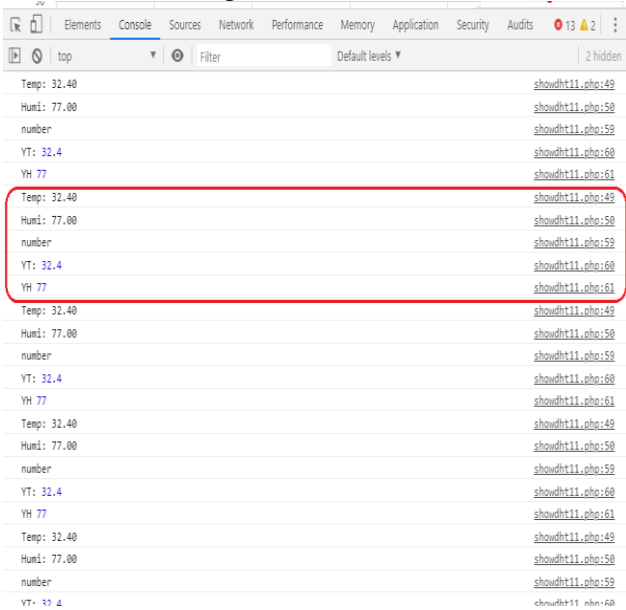 Elements Console Sources Network Performance Memory Application Security Audits 13 2
top Filter Default levels 2 hidden
Temp: 32.40 showdht11.php:49
Humi: 77.00 showdht11.php:50
number showdht11.php:59
YT: 32.4 showdht11.php:60
YH 77 showdht11.php:61
Temp: 32.40 showdht11.php:49
Humi: 77.00 showdht11.php:50
number showdht11.php:59
YT: 32.4 showdht11.php:60
YH 77 showdht11.php:61
Temp: 32.40 showdht11.php:49
Humi: 77.00 showdht11.php:50
number showdht11.php:59
YT: 32.4 showdht11.php:60
YH 77 showdht11.php:61
Temp: 32.40 showdht11.php:49
Humi: 77.00 showdht11.php:50
number showdht11.php:59
YT: 32.4 showdht11.php:60
YH 77 showdht11.php:61
Temp: 32.40 showdht11.php:49
Humi: 77.00 showdht11.php:50
number showdht11.php:59
YT: 32.4 showdht11.php:60